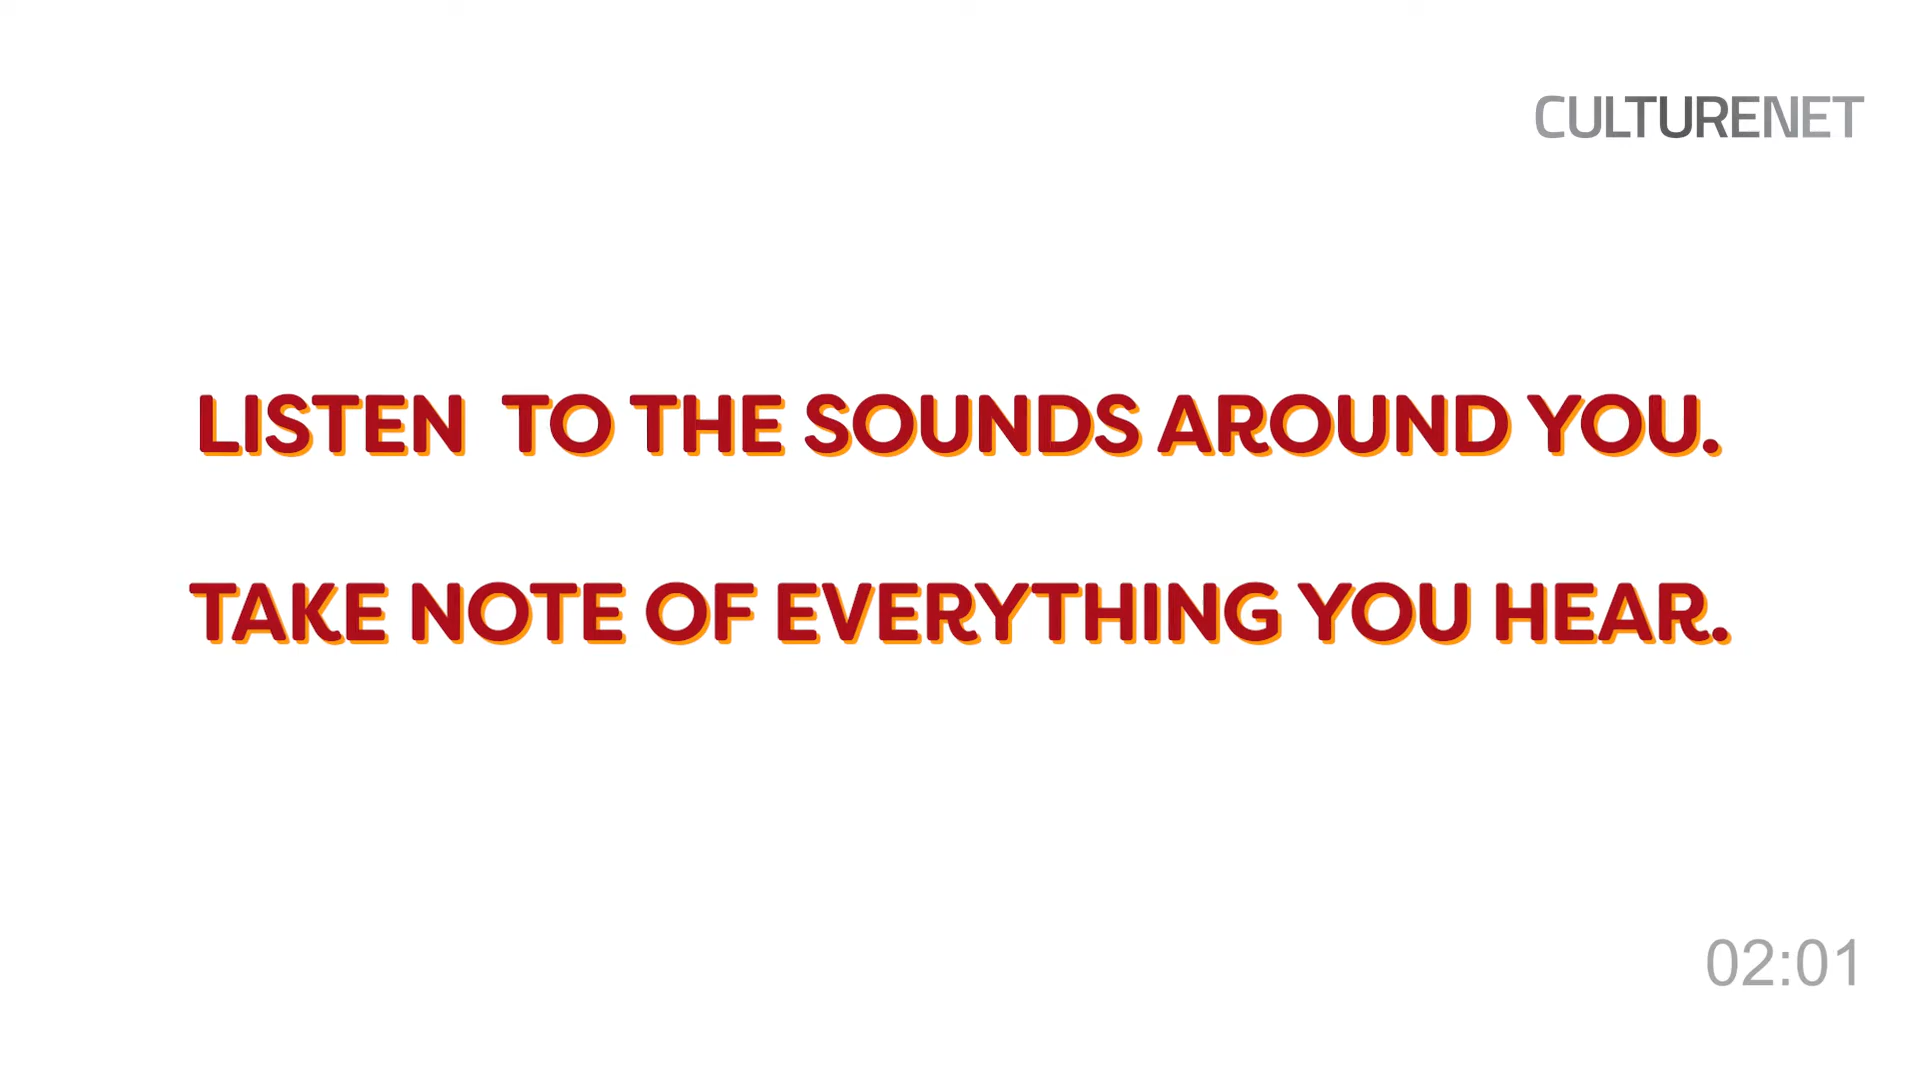 CULTURENET
LISTEN  TO THE SOUNDS AROUND YOU.
TAKE NOTE OF EVERYTHING YOU HEAR.
02:01